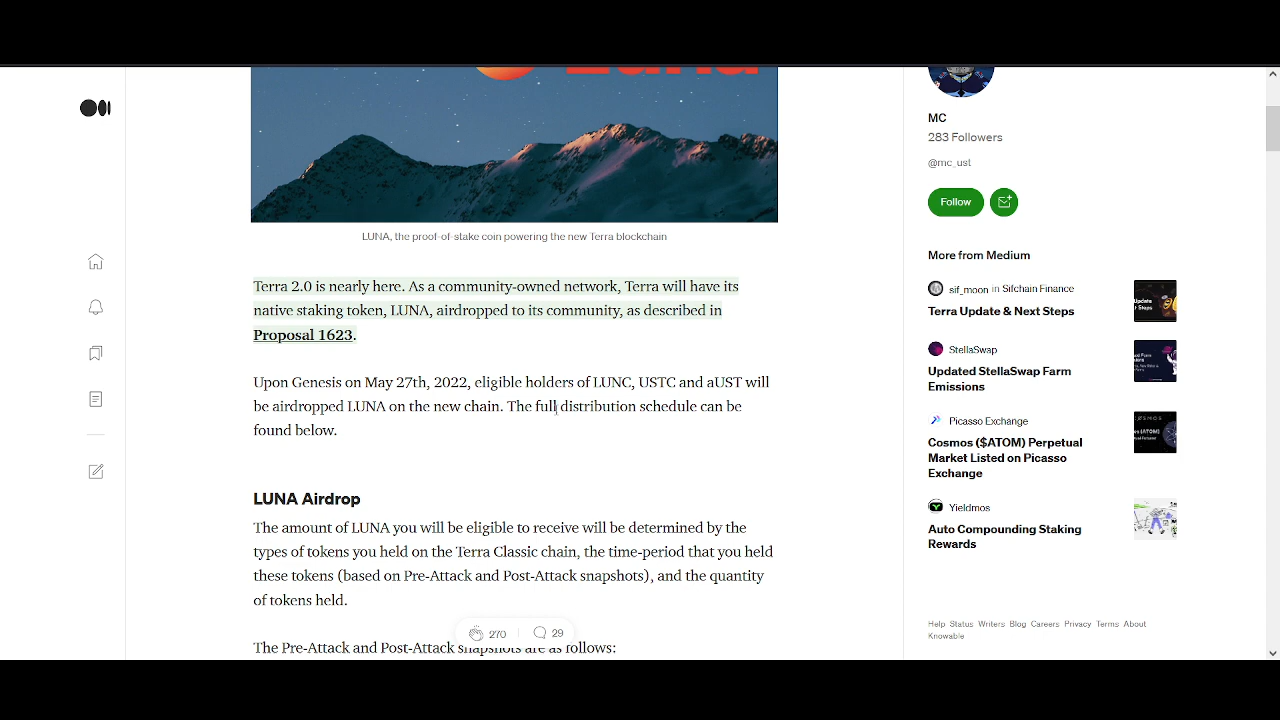 Luna
LUNA, the proof-of-stake coin powering the new Terra blockchain
Terra 2.0 is nearly here. As a community-owned network, Terra will have its
native staking token, LUNA, airdropped to its community, as described in
Proposal 1623.
Upon Genesis on May 27th, 2022, eligible holders of LUNC, USTC and aUST will
be airdropped LUNA on the new chain. The full distribution schedule can be
found below.
LUNA Airdrop
The amount of LUNA you will be eligible to receive will be determined by the
types of tokens you held on the Terra Classic chain, the time-period that you held
these tokens (based on Pre-Attack and Post-Attack snapshots), and the quantity
of tokens held.
270
29
The Pre-Attack and Post-Attack snapshots are as follows:
MC
283 Followers
@mc_ust
Follow
More from Medium
sif_moon in Sifchain Finance
Terra Update & Next Steps
StellaSwap
Updated StellaSwap Farm
Emissions
Picasso Exchange
Cosmos ($ATOM) Perpetual
Market Listed on Picasso
Exchange
Yieldmos
Auto Compounding Staking
Rewards
Help Status Writers Blog Careers Privacy Terms About
Knowable